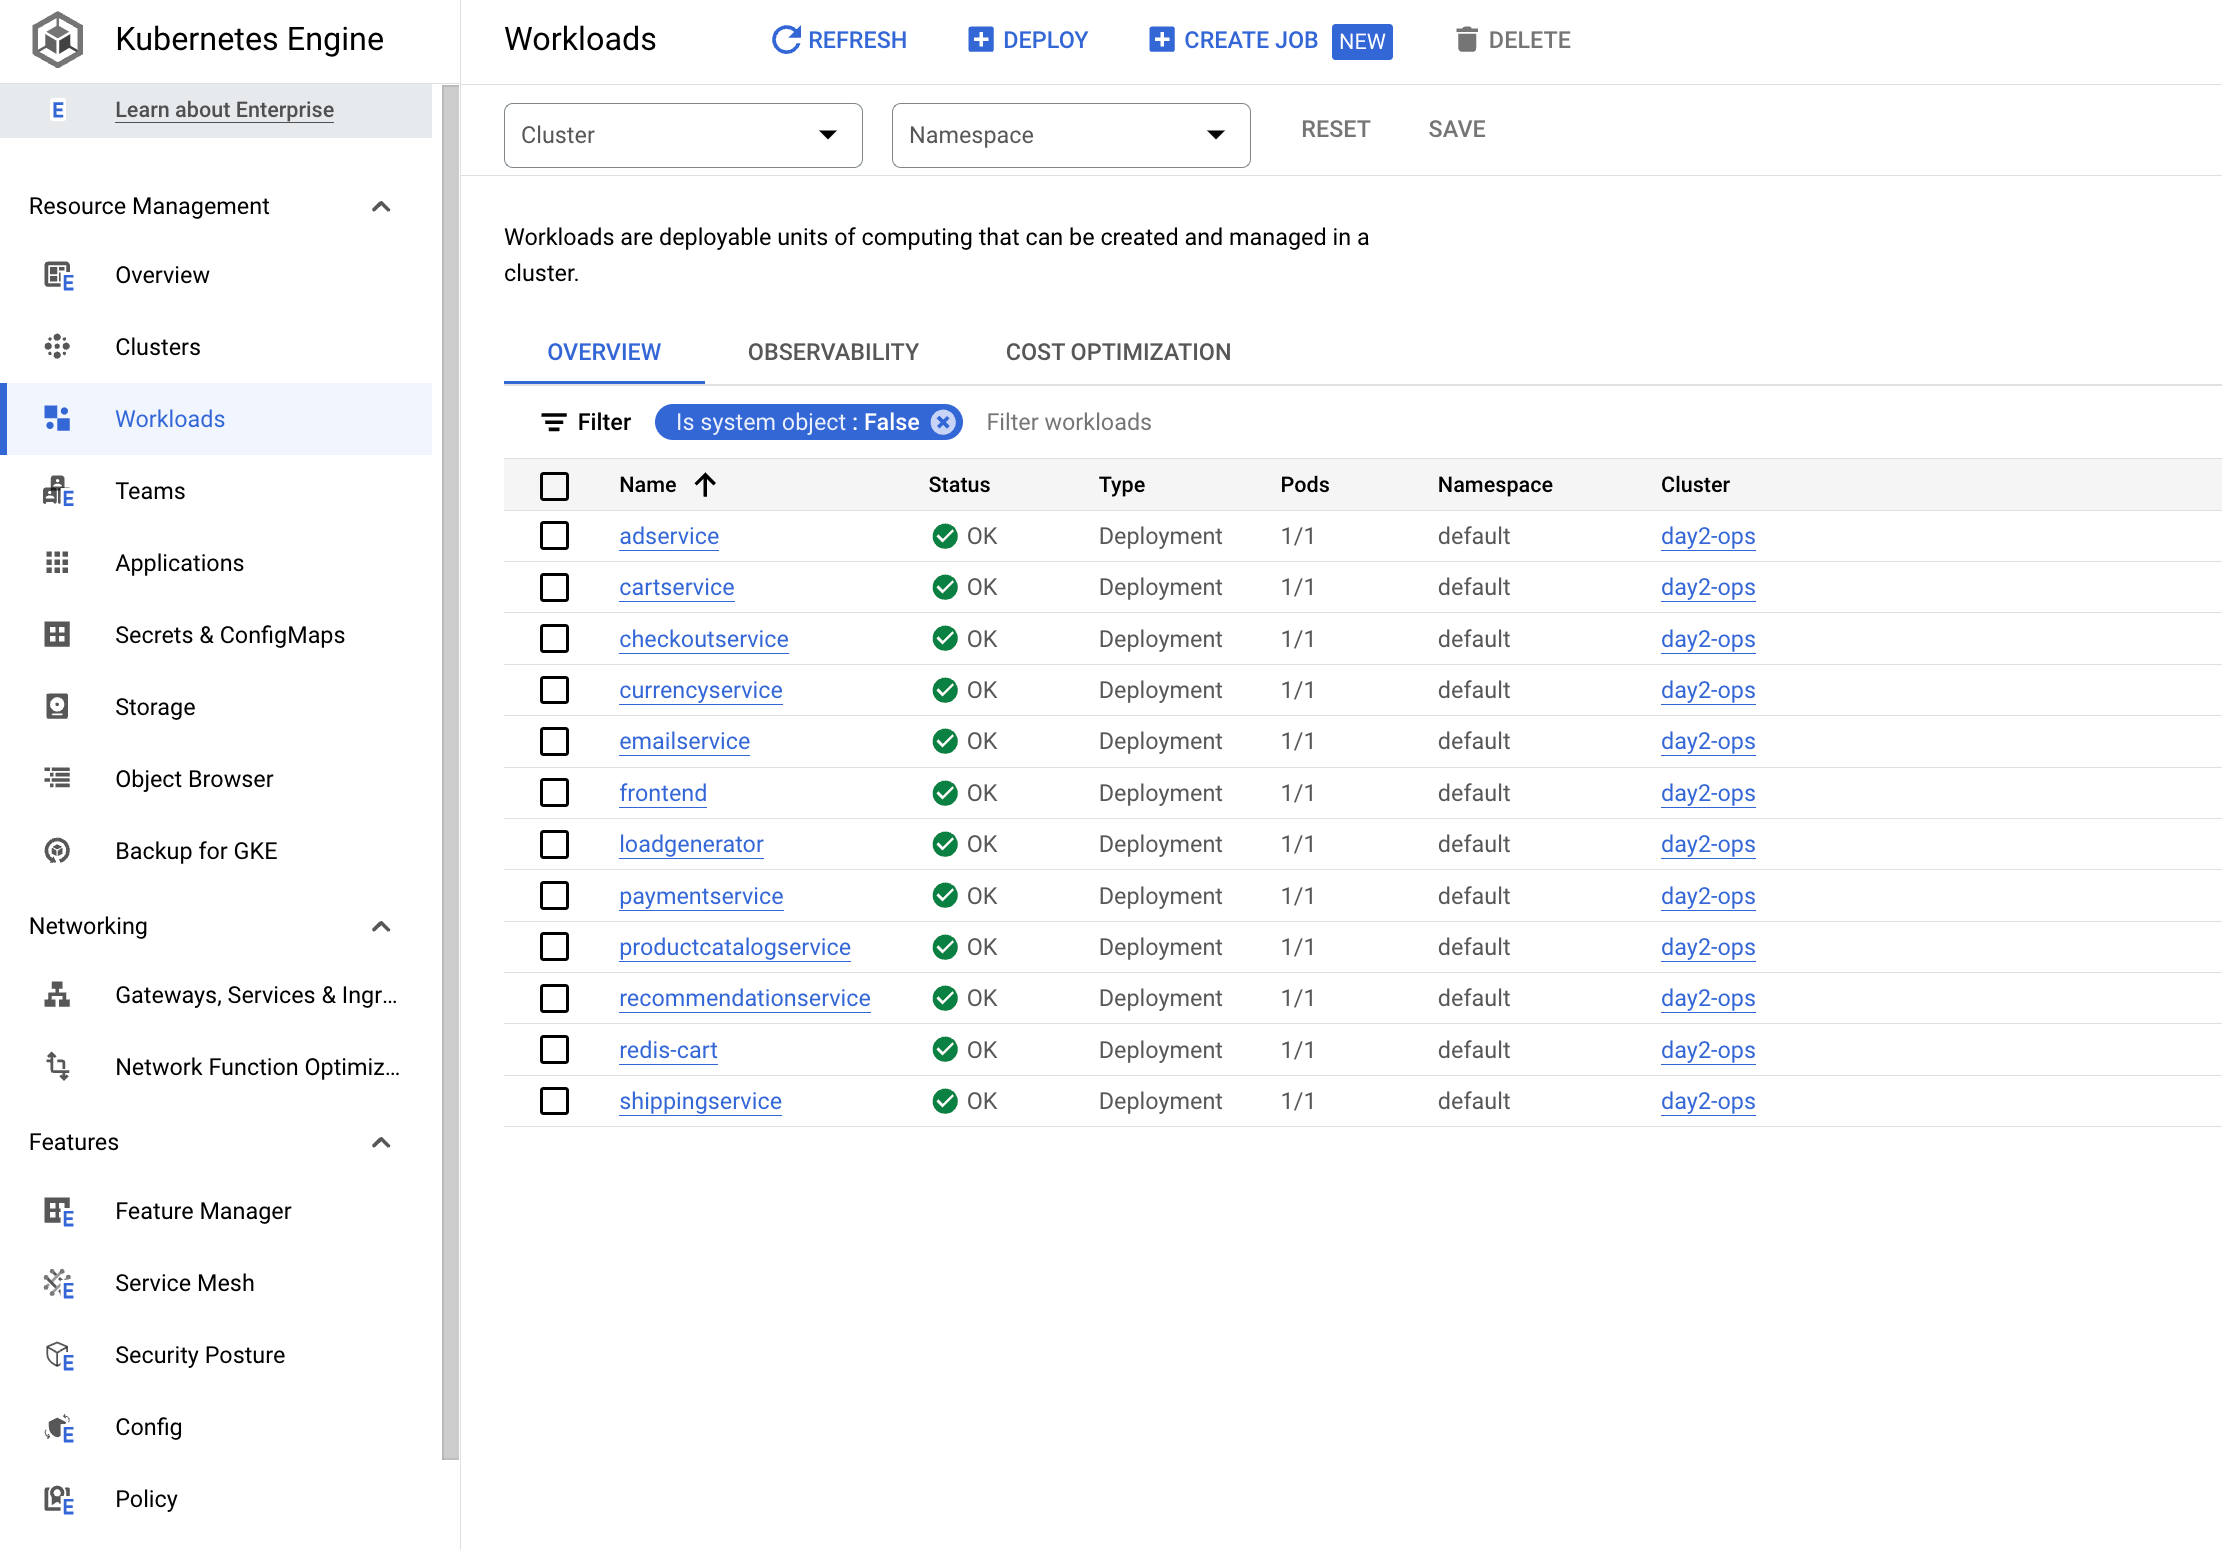 Kubernetes Engine
E Learn about Enterprise
Resource Management
Overview
Clusters
Workloads
Teams
Applications
Secrets & ConfigMaps
Storage
Object Browser
Backup for GKE
Networking
Gateways, Services & Ingr...
Network Function Optimiz...
Features
Feature Manager
Service Mesh
Security Posture
Config
Policy
Workloads REFRESH DEPLOY CREATE JOB NEW DELETE
Cluster Namespace RESET SAVE
Workloads are deployable units of computing that can be created and managed in a
cluster.
OVERVIEW OBSERVABILITY COST OPTIMIZATION
Filter Is system object : False Filter workloads
Name Status Type Pods Namespace Cluster
adservice OK Deployment 1/1 default day2-ops
cartservice OK Deployment 1/1 default day2-ops
checkoutservice OK Deployment 1/1 default day2-ops
currencyservice OK Deployment 1/1 default day2-ops
emailservice OK Deployment 1/1 default day2-ops
frontend OK Deployment 1/1 default day2-ops
loadgenerator OK Deployment 1/1 default day2-ops
paymentservice OK Deployment 1/1 default day2-ops
productcatalogservice OK Deployment 1/1 default day2-ops
recommendationservice OK Deployment 1/1 default day2-ops
redis-cart OK Deployment 1/1 default day2-ops
shippingservice OK Deployment 1/1 default day2-ops